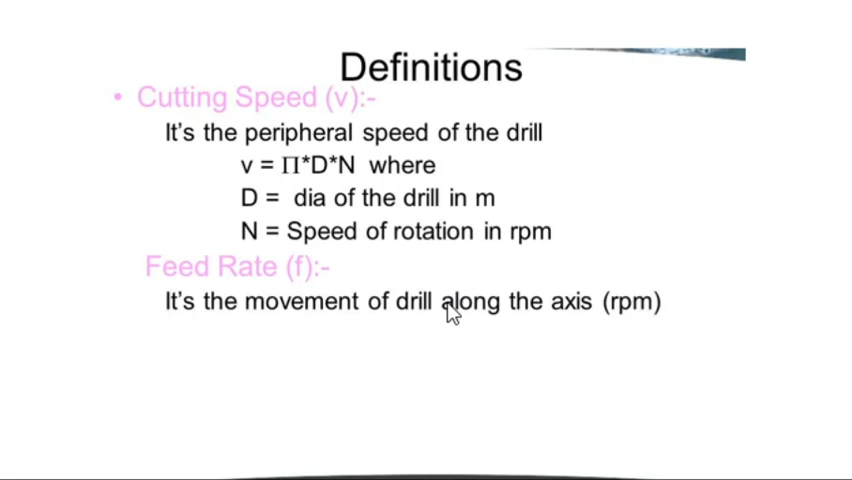 Definitions
• Cutting Speed (v):-
It's the peripheral speed of the drill
v = Π*D*N where
D = dia of the drill in m
N = Speed of rotation in rpm
Feed Rate (f):-
It's the movement of drill along the axis (rpm)